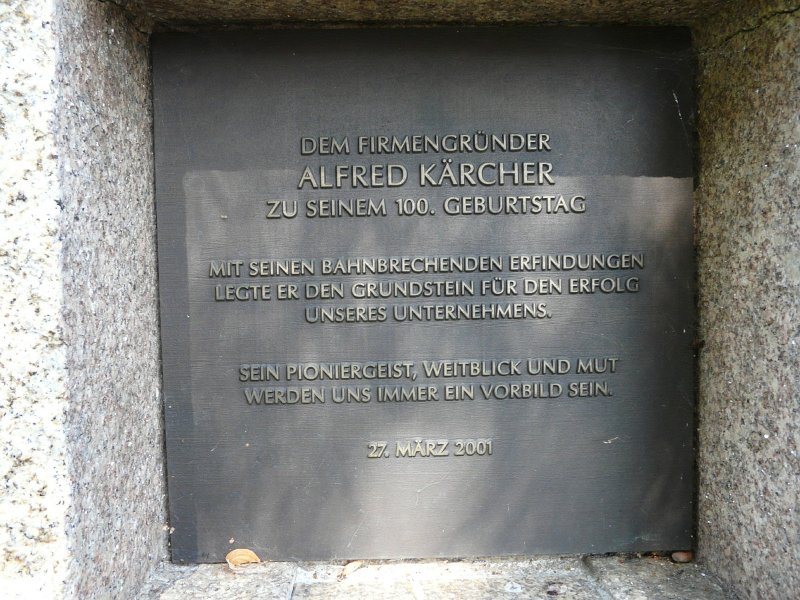 DEM FIRMENGRÜNDER
ALFRED KÄRCHER
ZU SEINEM 100. GEBURTSTAG
MIT SEINEN BAHNBRECHENDEN ERFINDUNGEN
LEGTE ER DEN GRUNDSTEIN FÜR DEN ERFOLG
UNSERES UNTERNEHMENS.
SEIN PIONIERGEIST, WEITBLICK UND MUT
WERDEN UNS IMMER EIN VORBILD SEIN.
27. MÄRZ 2001